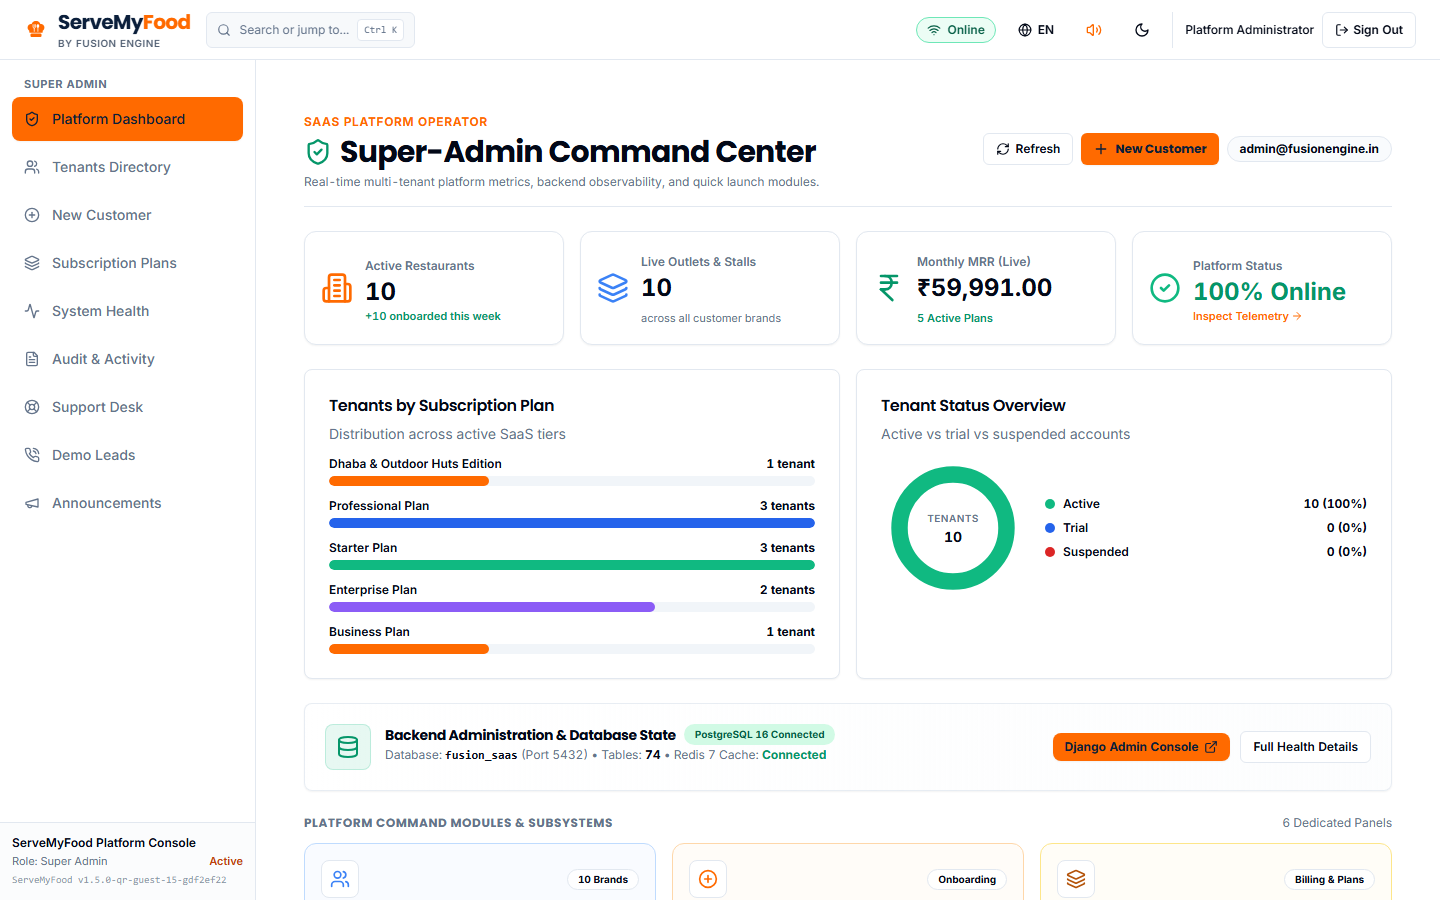 ServeMyFood
BY FUSION ENGINE
Search or jump to... Ctrl K
Online
EN
Platform Administrator
Sign Out
SUPER ADMIN
Platform Dashboard
Tenants Directory
New Customer
Subscription Plans
System Health
Audit & Activity
Support Desk
Demo Leads
Announcements
ServeMyFood Platform Console
Role: Super Admin Active
ServeMyFood v1.5.0-qr-guest-15-gdf2ef22
SAAS PLATFORM OPERATOR
Super-Admin Command Center
Real-time multi-tenant platform metrics, backend observability, and quick launch modules.
Refresh
New Customer
admin@fusionengine.in
Active Restaurants
10
+10 onboarded this week
Live Outlets & Stalls
10
across all customer brands
Monthly MRR (Live)
₹59,991.00
5 Active Plans
Platform Status
100% Online
Inspect Telemetry →
Tenants by Subscription Plan
Distribution across active SaaS tiers
Dhaba & Outdoor Huts Edition 1 tenant
Professional Plan 3 tenants
Starter Plan 3 tenants
Enterprise Plan 2 tenants
Business Plan 1 tenant
Tenant Status Overview
Active vs trial vs suspended accounts
TENANTS
10
Active 10 (100%)
Trial 0 (0%)
Suspended 0 (0%)
Backend Administration & Database State PostgreSQL 16 Connected
Database: fusion_saas (Port 5432) • Tables: 74 • Redis 7 Cache: Connected
Django Admin Console
Full Health Details
PLATFORM COMMAND MODULES & SUBSYSTEMS
6 Dedicated Panels
10 Brands
Onboarding
Billing & Plans